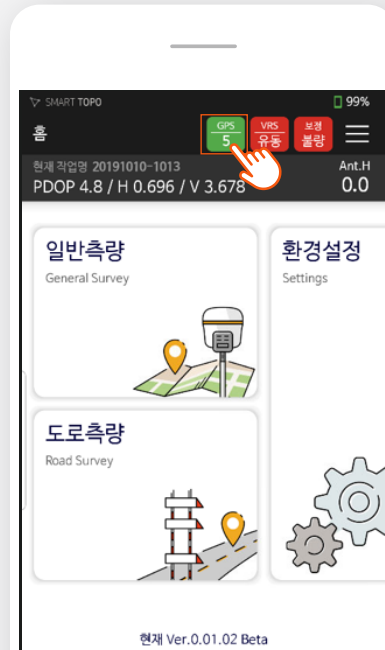 SMART TOPO 99%
홈 GPS 5 VRS 유동 보정 불량
현재 작업명 20191010-1013 Ant.H
PDOP 4.8 / H 0.696 / V 3.678 0.0
일반측량 환경설정
General Survey Settings
도로측량
Road Survey
현재 Ver.0.01.02 Beta